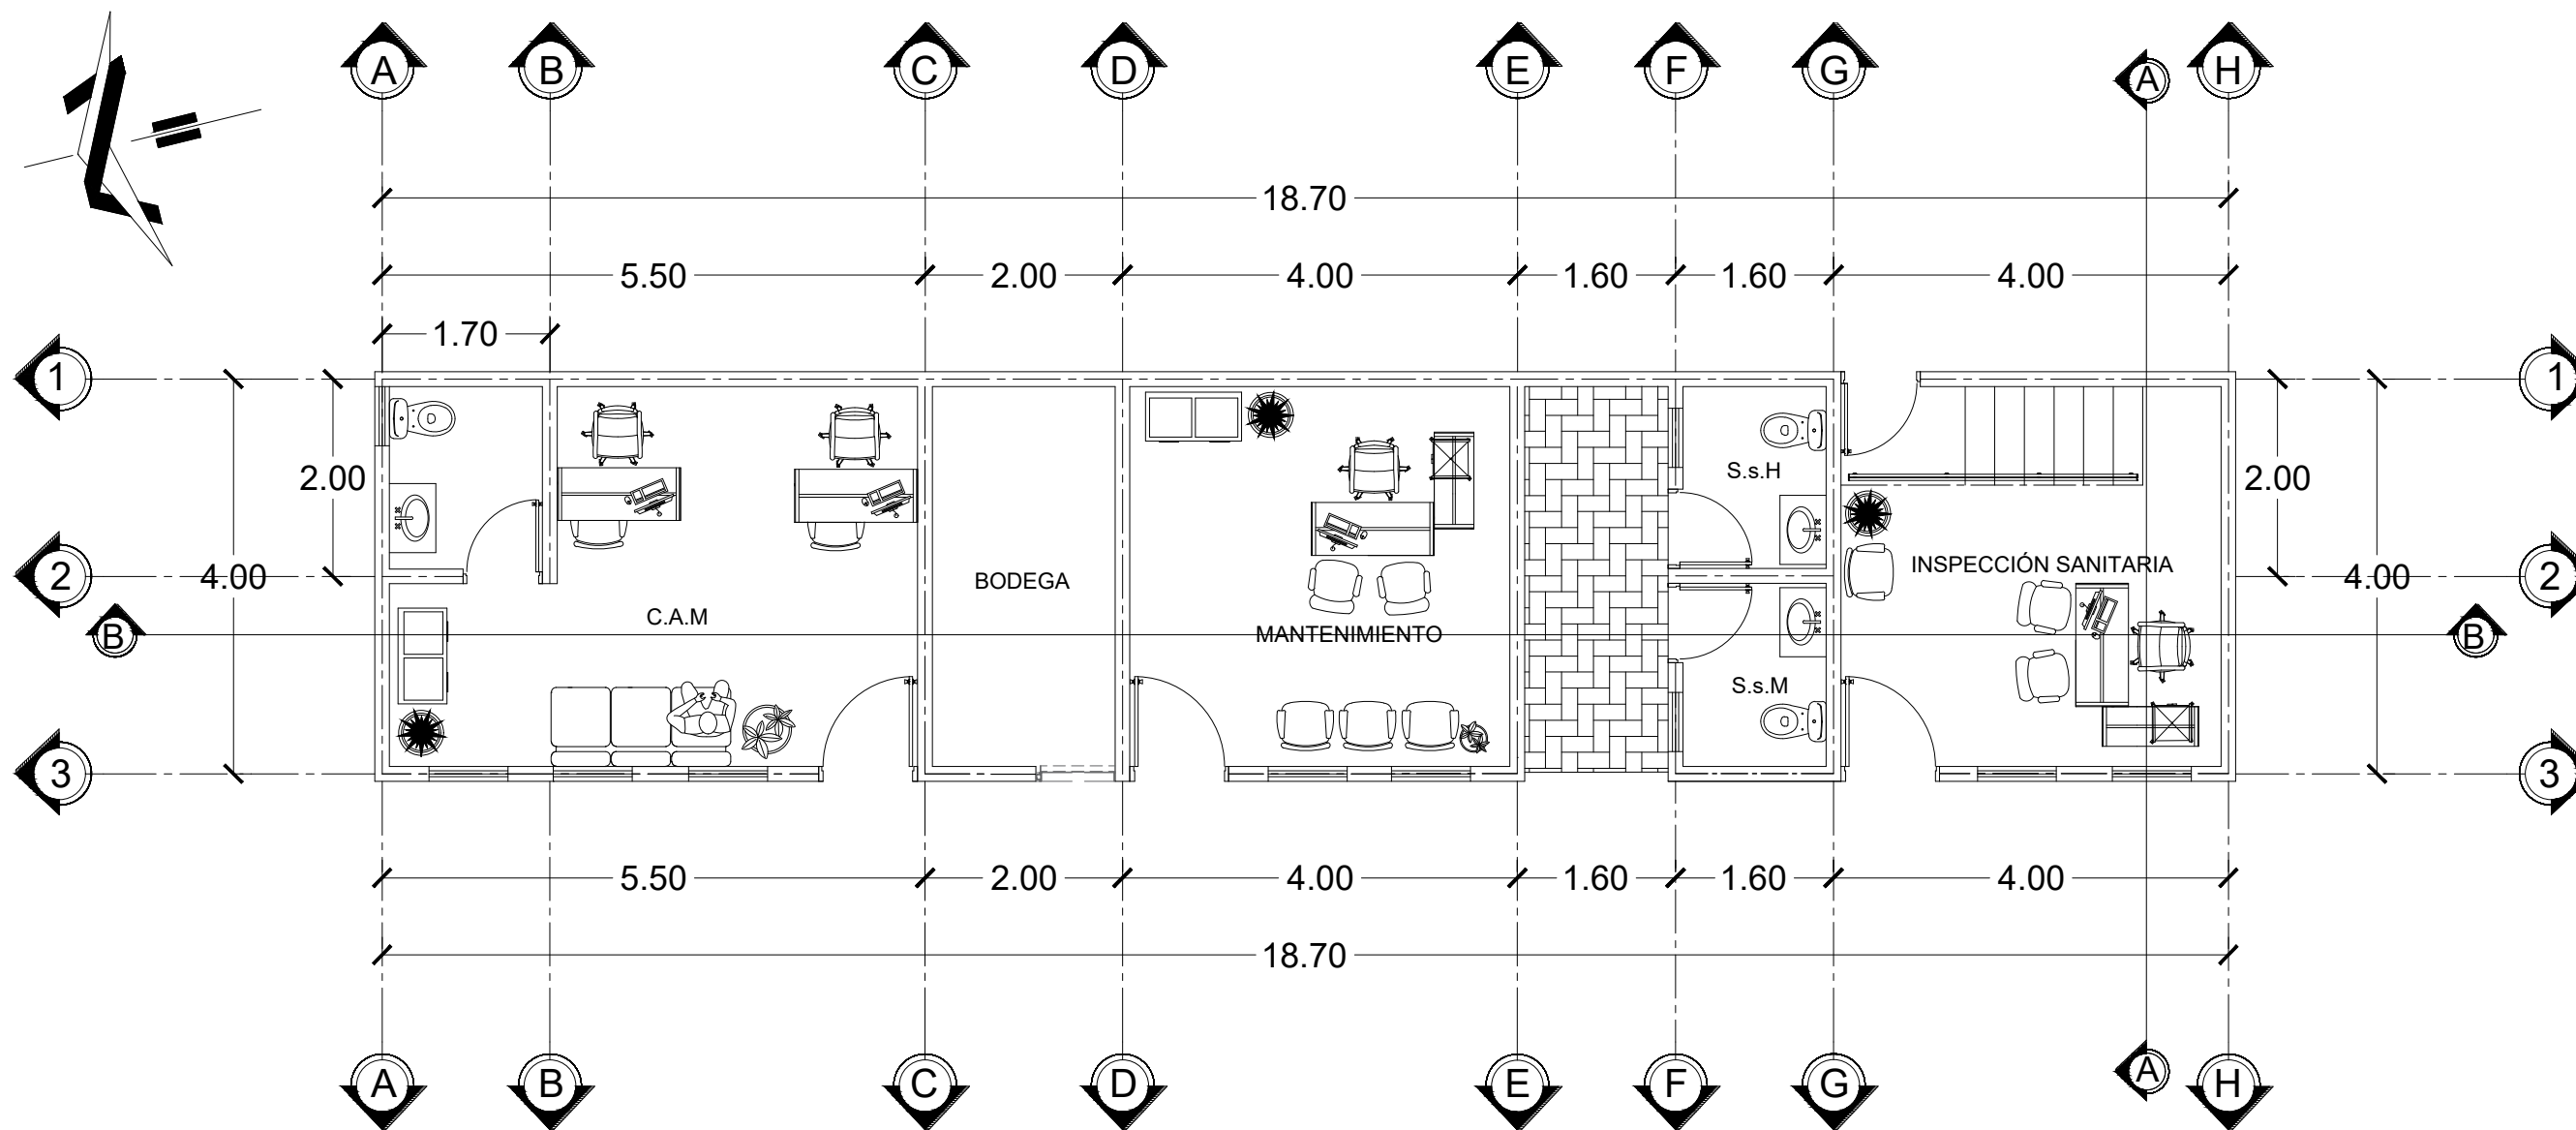 A B C D E F G A H
18.70
5.50 2.00 4.00 1.60 1.60 4.00
1.70
1 1
S.s.H
2.00 2.00
INSPECCIÓN SANITARIA
2 4.00 BODEGA 4.00 2
C.A.M
B MANTENIMIENTO B
S.s.M
3 3
5.50 2.00 4.00 1.60 1.60 4.00
18.70
A B C D E F G A H